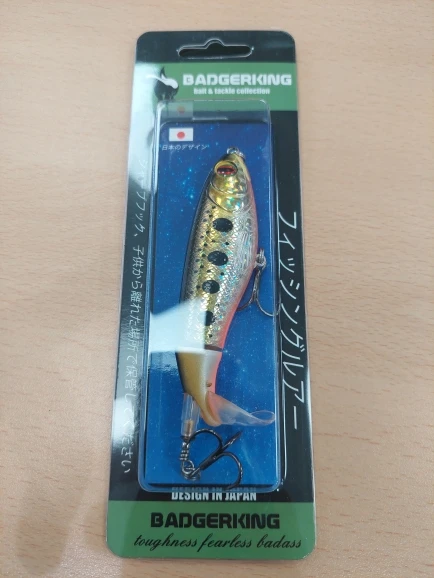 BADGERKING
bait & tackle collection
"日本のデザイン"
フィッシングルアー
フック、子供から離れた場所で保管してください
DESIGN IN JAPAN
BADGERKING
toughness fearless badass